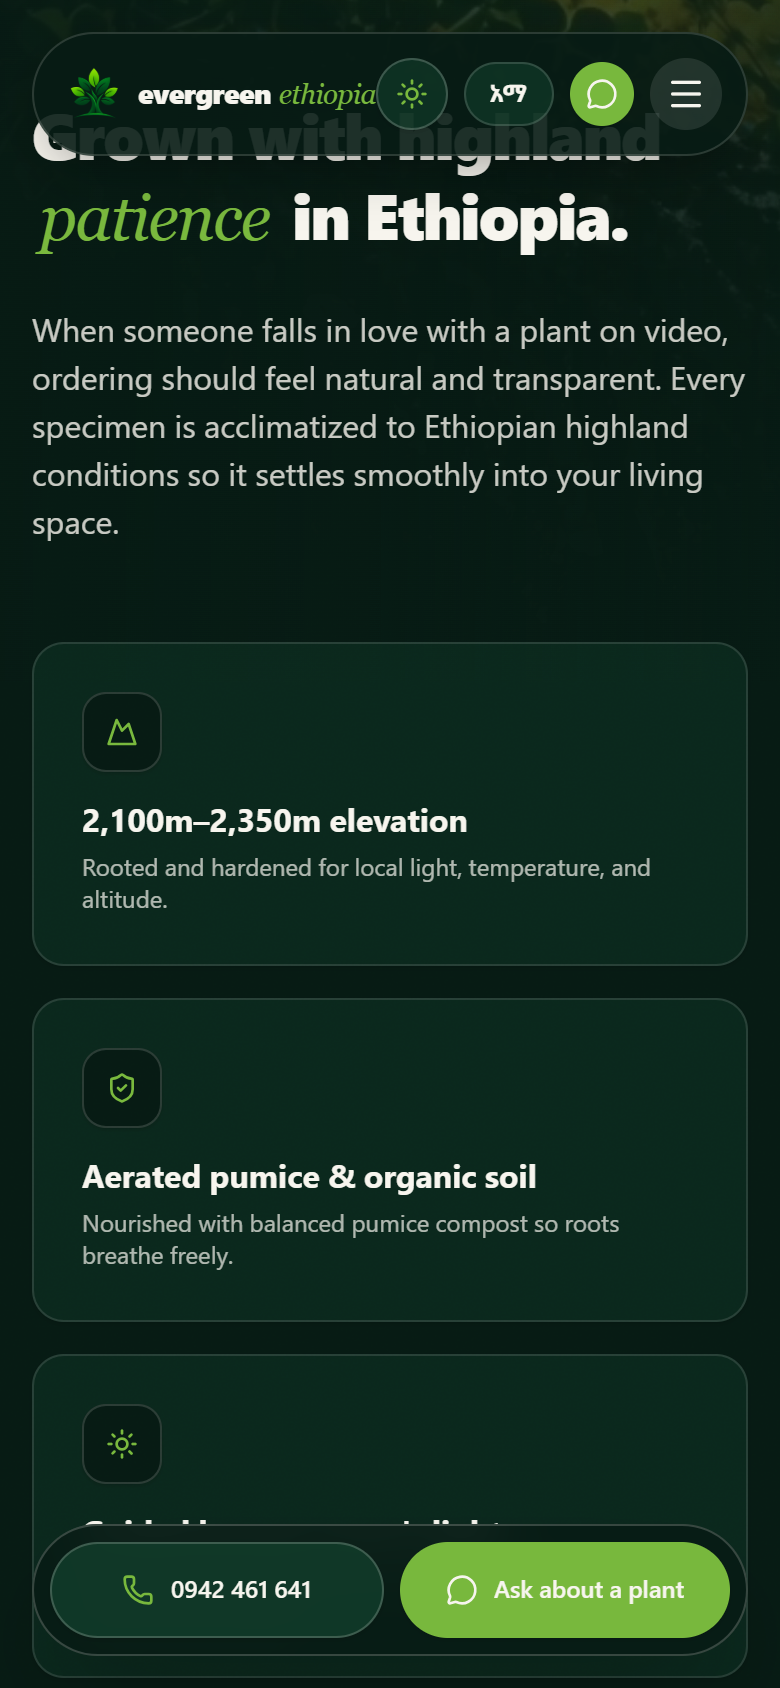 evergreen ethiopia አማ
Grown with highland
patience in Ethiopia.
When someone falls in love with a plant on video,
ordering should feel natural and transparent. Every
specimen is acclimatized to Ethiopian highland
conditions so it settles smoothly into your living
space.
2,100m–2,350m elevation
Rooted and hardened for local light, temperature, and
altitude.
Aerated pumice & organic soil
Nourished with balanced pumice compost so roots
breathe freely.
0942 461 641
Ask about a plant